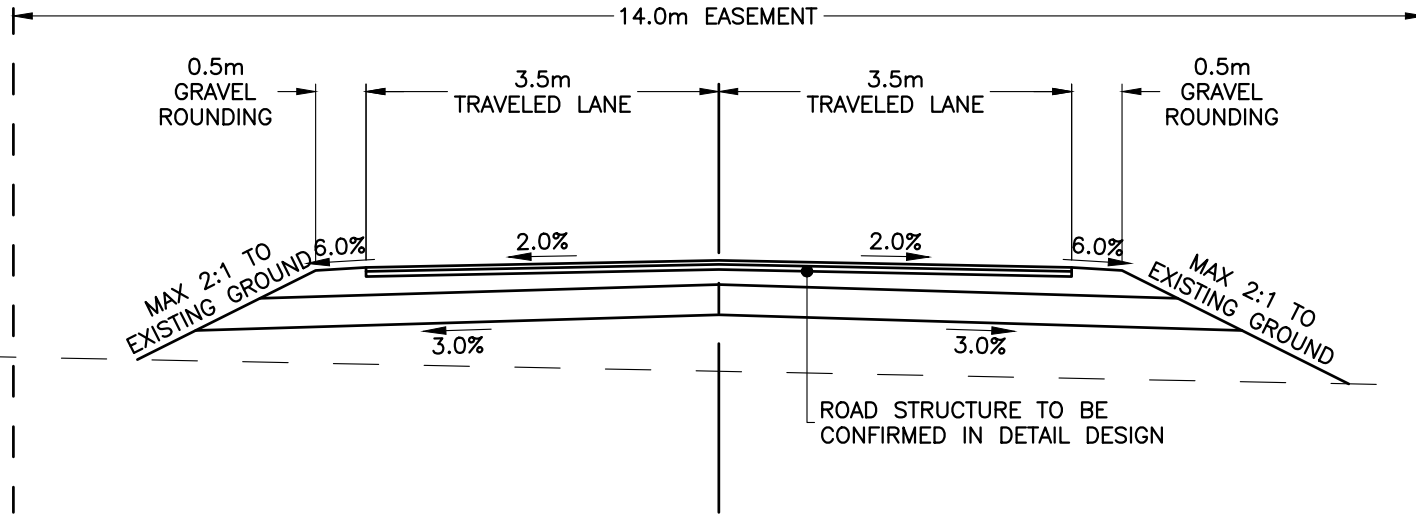 14.0m EASEMENT
0.5m
GRAVEL
ROUNDING
3.5m
TRAVELED LANE
3.5m
TRAVELED LANE
0.5m
GRAVEL
ROUNDING
MAX 2:1 TO
EXISTING GROUND
6.0%
2.0%
2.0%
6.0%
MAX 2:1 TO
EXISTING GROUND
3.0%
3.0%
ROAD STRUCTURE TO BE
CONFIRMED IN DETAIL DESIGN